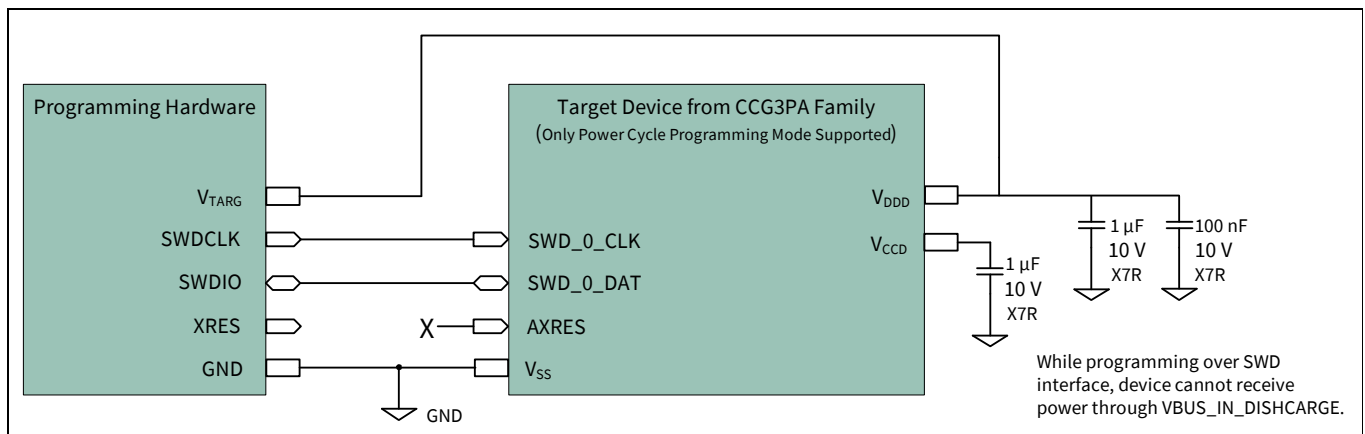 Programming Hardware
Target Device from CCG3PA Family
(Only Power Cycle Programming Mode Supported)
VTARG
SWDCLK
SWDIO
XRES
GND
SWD_0_CLK
SWD_0_DAT
X
AXRES
VSS
GND
VDDD
VCCD
1 µF
10 V
X7R
1 µF
10 V
X7R
100 nF
10 V
X7R
While programming over SWD
interface, device cannot receive
power through VBUS_IN_DISHCARGE.